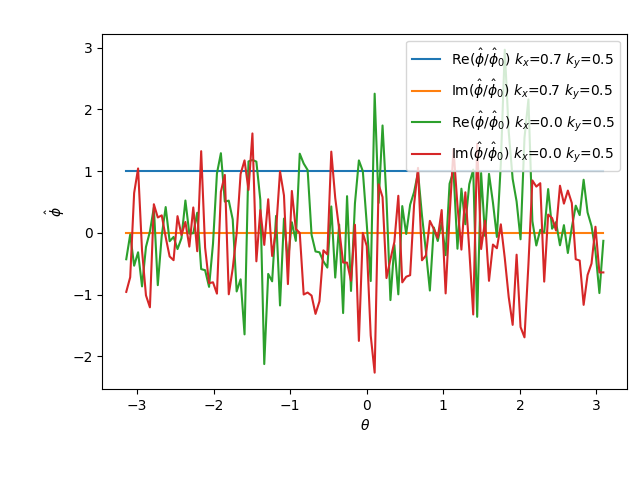 3
2
1
0
−1
−2
ϕ̂
Re(ϕ̂/ϕ̂₀) kₓ=0.7 k_y=0.5
Im(ϕ̂/ϕ̂₀) kₓ=0.7 k_y=0.5
Re(ϕ̂/ϕ̂₀) kₓ=0.0 k_y=0.5
Im(ϕ̂/ϕ̂₀) kₓ=0.0 k_y=0.5
−3 −2 −1 0 1 2 3
θ